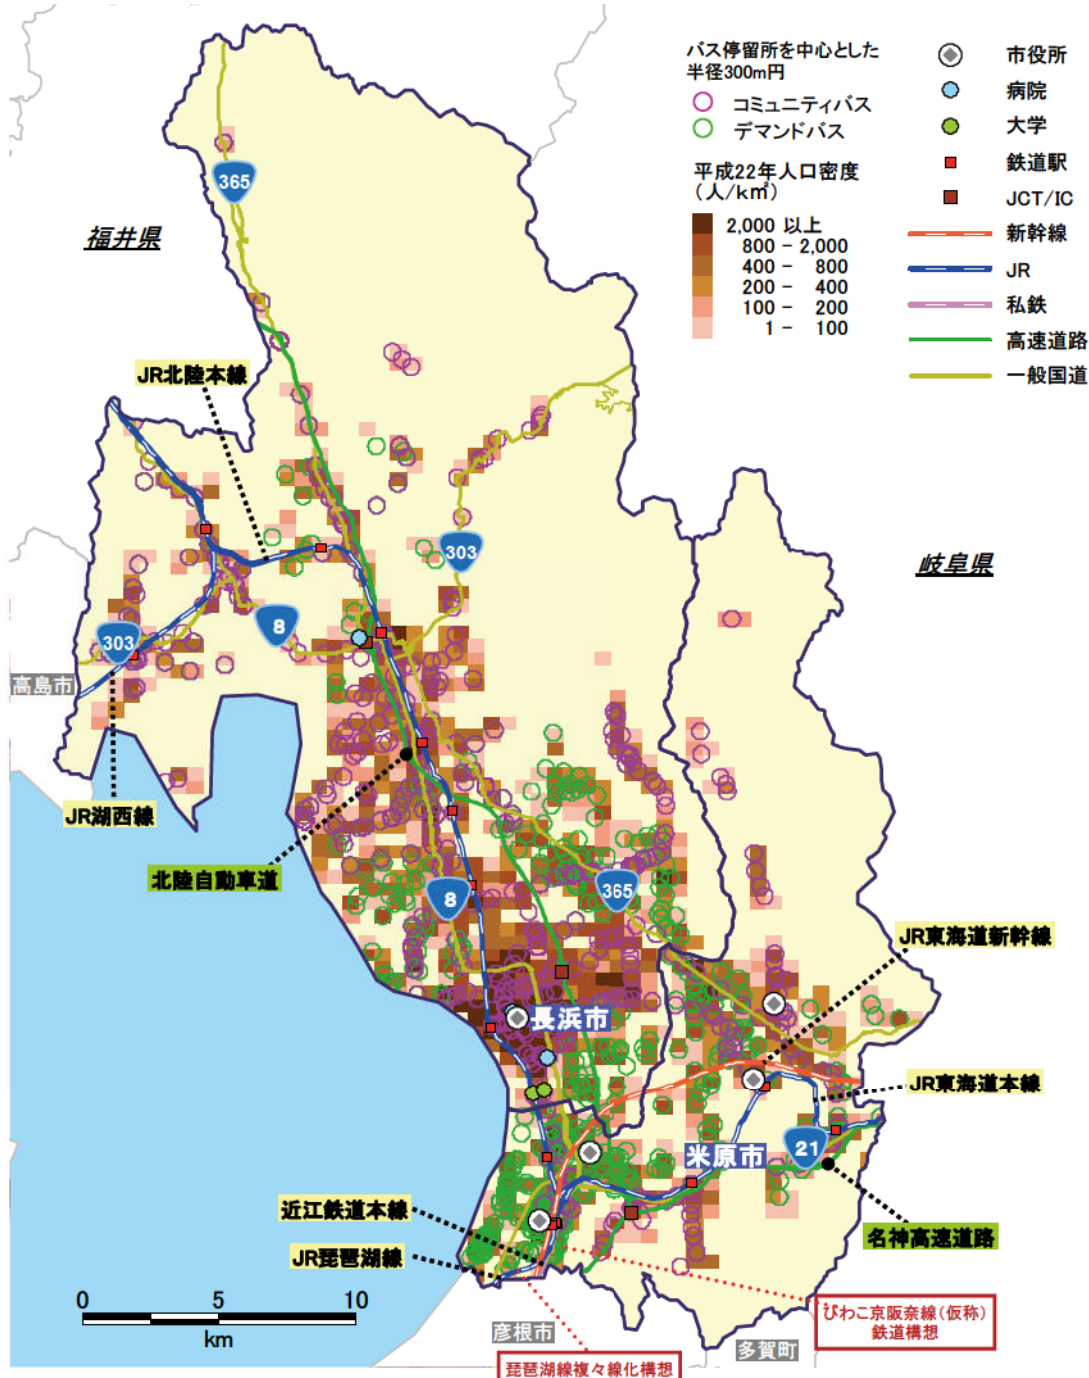 バス停留所を中心とした
半径300m円
コミュニティバス
デマンドバス
平成22年人口密度
（人/k㎡）
2,000 以上
800 - 2,000
400 - 800
200 - 400
100 - 200
1 - 100
市役所
病院
大学
鉄道駅
JCT/IC
新幹線
JR
私鉄
高速道路
一般国道
365
福井県
JR北陸本線
303
岐阜県
8
303
高島市
JR湖西線
北陸自動車道
8
365
JR東海道新幹線
長浜市
JR東海道本線
21
米原市
近江鉄道本線
名神高速道路
JR琵琶湖線
0 5 10
km
びわこ京阪奈線（仮称）
鉄道構想
彦根市
多賀町
琵琶湖線複々線化構想